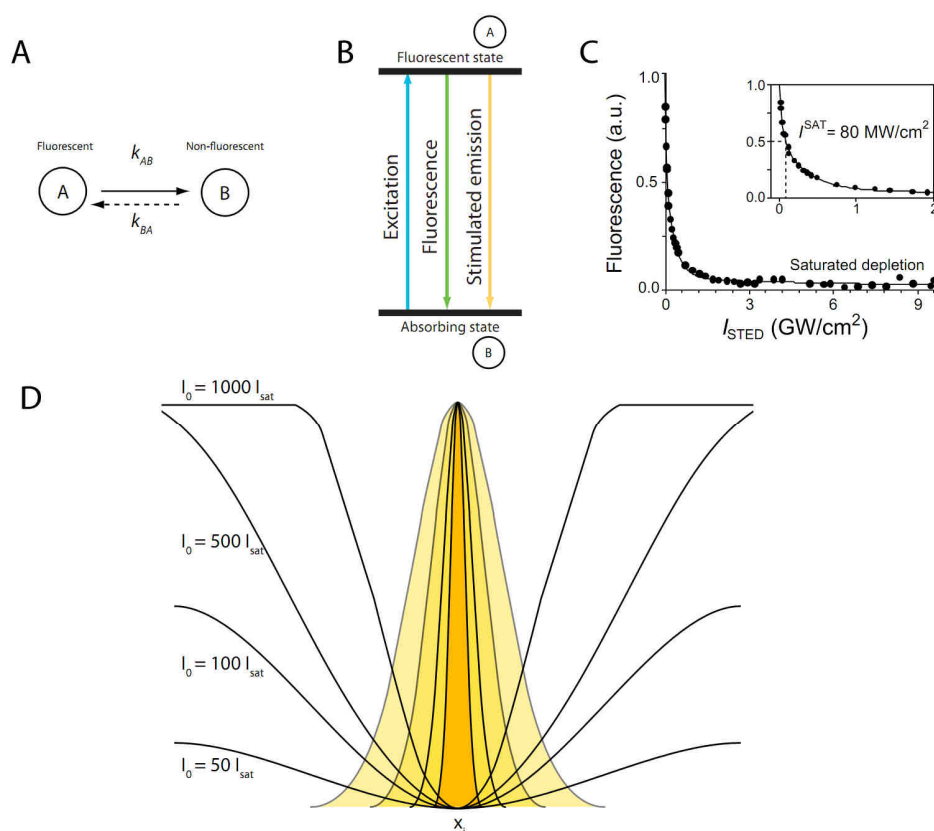 A
Fluorescent
Non-fluorescent
k_AB
A
B
k_BA
B
A
Fluorescent state
Excitation
Fluorescence
Stimulated emission
Absorbing state
B
C
1.0
0.5
0.0
Fluorescence (a.u.)
0 3 6 9
I_STED (GW/cm²)
Saturated depletion
1.0
0.5
0.0
0 1 2
I^SAT = 80 MW/cm²
D
I₀ = 1000 I_sat
I₀ = 500 I_sat
I₀ = 100 I_sat
I₀ = 50 I_sat
X